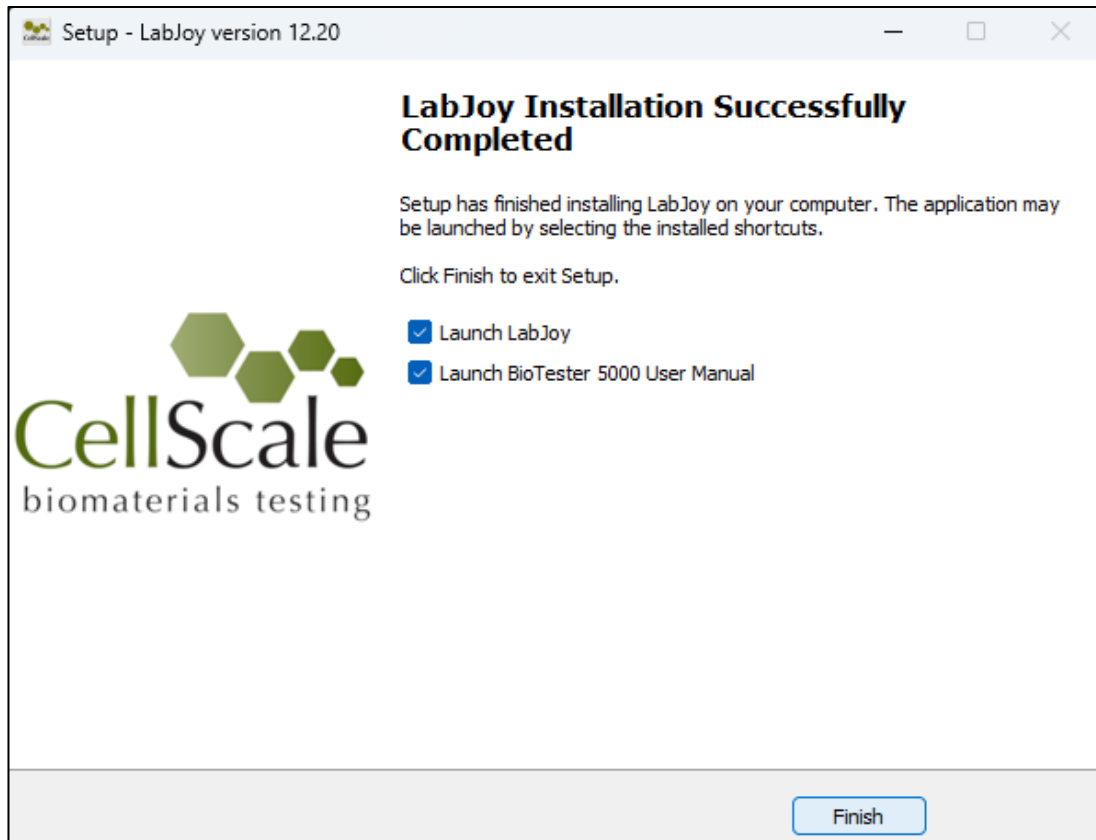 Setup - LabJoy version 12.20
LabJoy Installation Successfully
Completed
Setup has finished installing LabJoy on your computer. The application may
be launched by selecting the installed shortcuts.
Click Finish to exit Setup.
Launch LabJoy
Launch BioTester 5000 User Manual
CellScale
biomaterials testing
Finish